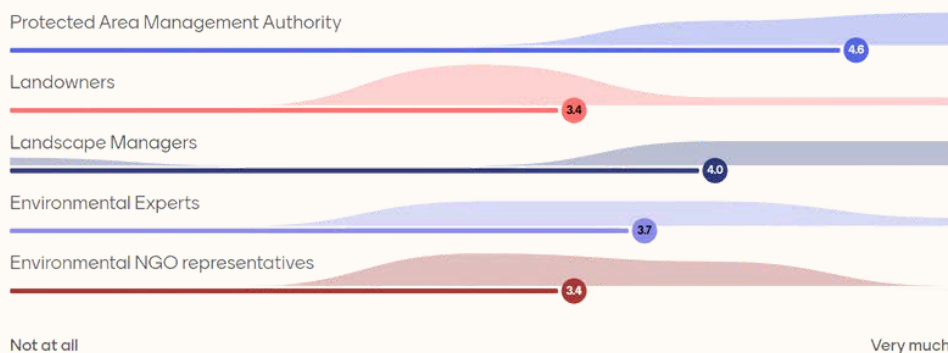 Protected Area Management Authority
4.6
Landowners
3.4
Landscape Managers
4.0
Environmental Experts
3.7
Environmental NGO representatives
3.4
Not at all
Very much